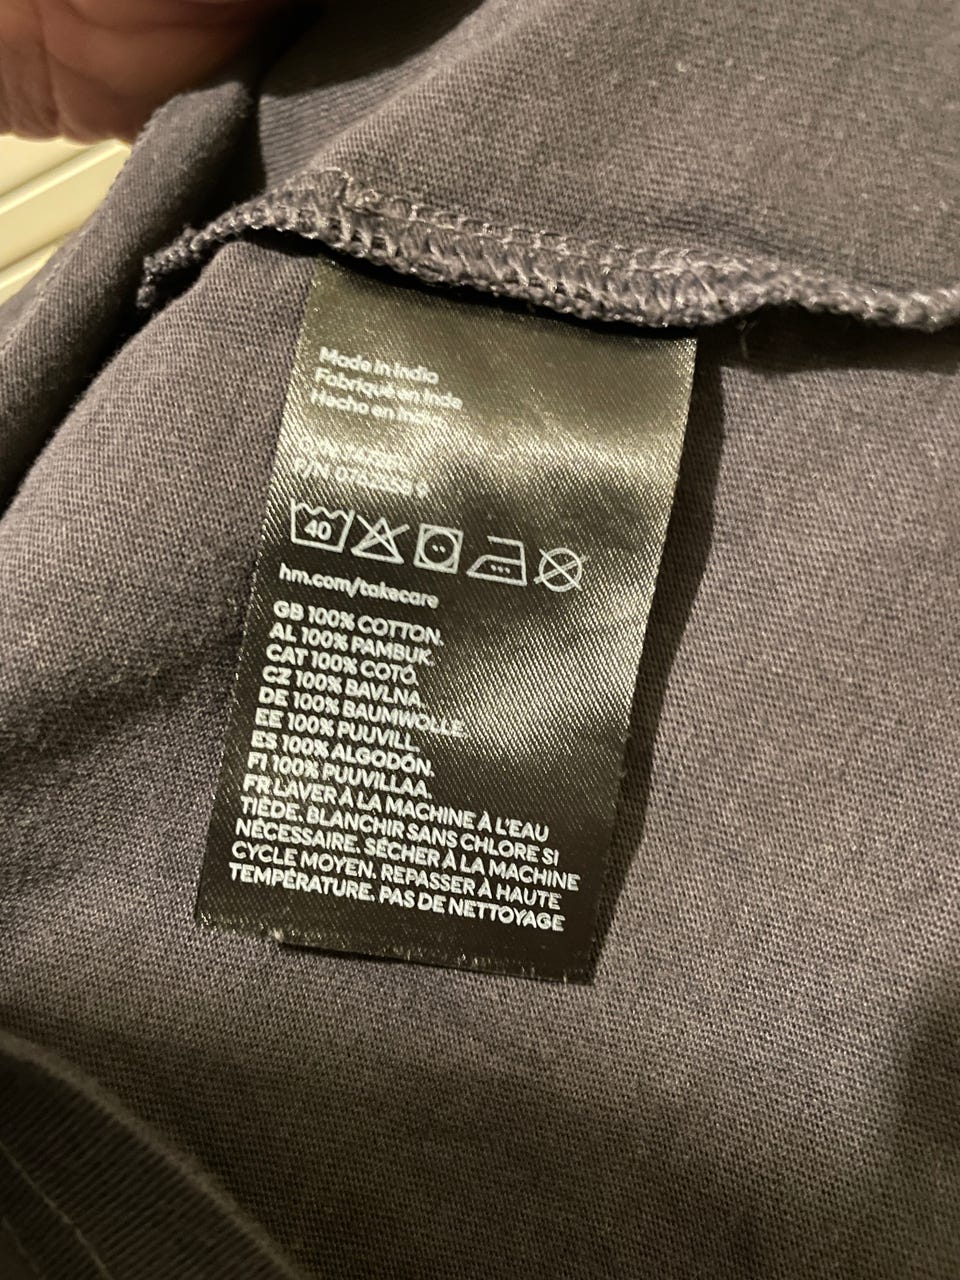 Made in India
Fabriqué en Inde
Hecho en India
P/N
40
hm.com/takecare
GB 100% COTTON.
AL 100% PAMBUK.
CAT 100% COTÓ.
CZ 100% BAVLNA.
DE 100% BAUMWOLLE.
EE 100% PUUVILL.
ES 100% ALGODÓN.
FI 100% PUUVILLAA.
FR LAVER À LA MACHINE À L'EAU
TIÈDE. BLANCHIR SANS CHLORE SI
NÉCESSAIRE. SÉCHER À LA MACHINE
CYCLE MOYEN. REPASSER À HAUTE
TEMPÉRATURE. PAS DE NETTOYAGE